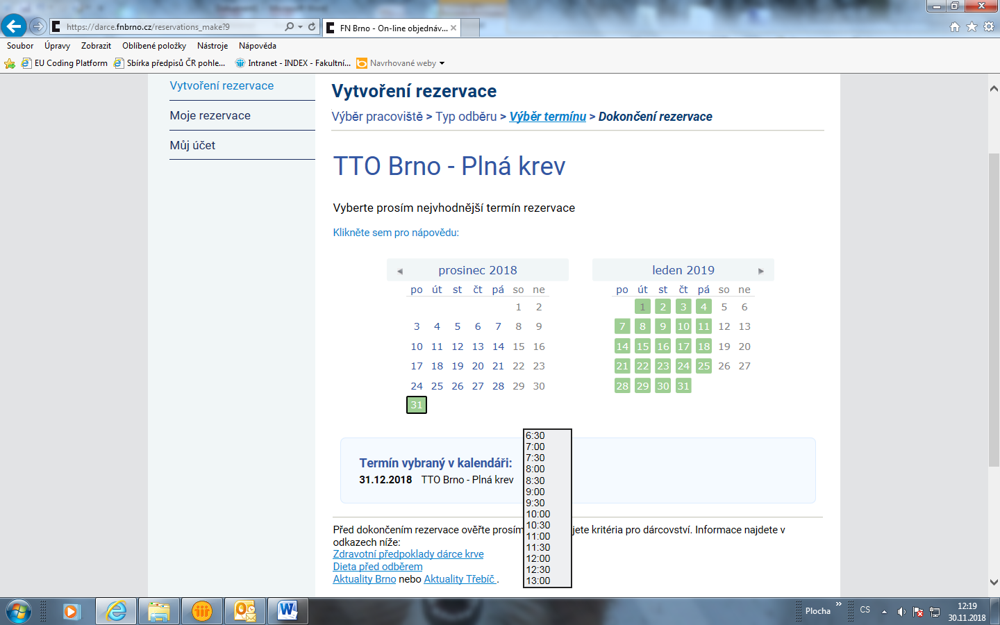 https://darce.fnbrno.cz/reservations_make?9
FN Brno - On-line objednáv...
Soubor Úpravy Zobrazit Oblíbené položky Nástroje Nápověda
EU Coding Platform Sbírka předpisů ČR pohle... Intranet - INDEX - Fakultní... Navrhované weby
Vytvoření rezervace
Moje rezervace
Můj účet
Vytvoření rezervace
Výběr pracoviště > Typ odběru > Výběr termínu > Dokončení rezervace
TTO Brno - Plná krev
Vyberte prosím nejvhodnější termín rezervace
Klikněte sem pro nápovědu:
prosinec 2018
po út st čt pá so ne
1 2
3 4 5 6 7 8 9
10 11 12 13 14 15 16
17 18 19 20 21 22 23
24 25 26 27 28 29 30
31
leden 2019
po út st čt pá so ne
1 2 3 4 5 6
7 8 9 10 11 12 13
14 15 16 17 18 19 20
21 22 23 24 25 26 27
28 29 30 31
Termín vybraný v kalendáři:
31.12.2018 TTO Brno - Plná krev
6:30
7:00
7:30
8:00
8:30
9:00
9:30
10:00
10:30
11:00
11:30
12:00
12:30
13:00
Před dokončením rezervace ověřte prosím jete kritéria pro dárcovství. Informace najdete v
odkazech níže:
Zdravotní předpoklady dárce krve
Dieta před odběrem
Aktuality Brno nebo Aktuality Třebíč .
Plocha
CS
12:19
30.11.2018